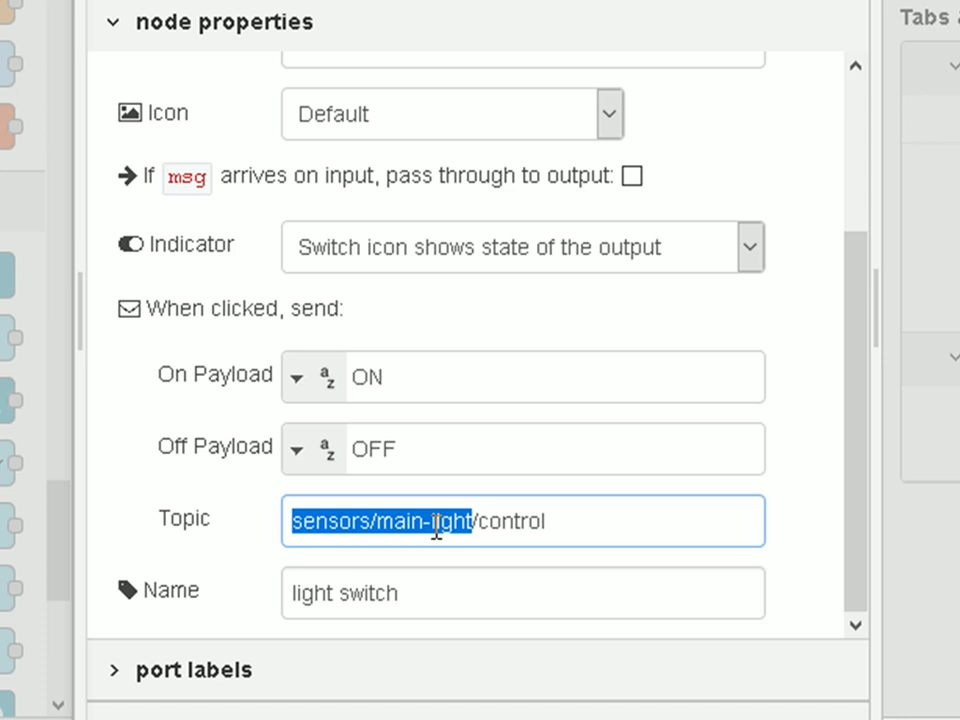 node properties
Tabs &
Icon
Default
If msg arrives on input, pass through to output:
Indicator
Switch icon shows state of the output
When clicked, send:
On Payload
a z ON
Off Payload
a z OFF
Topic
sensors/main-light/control
Name
light switch
port labels